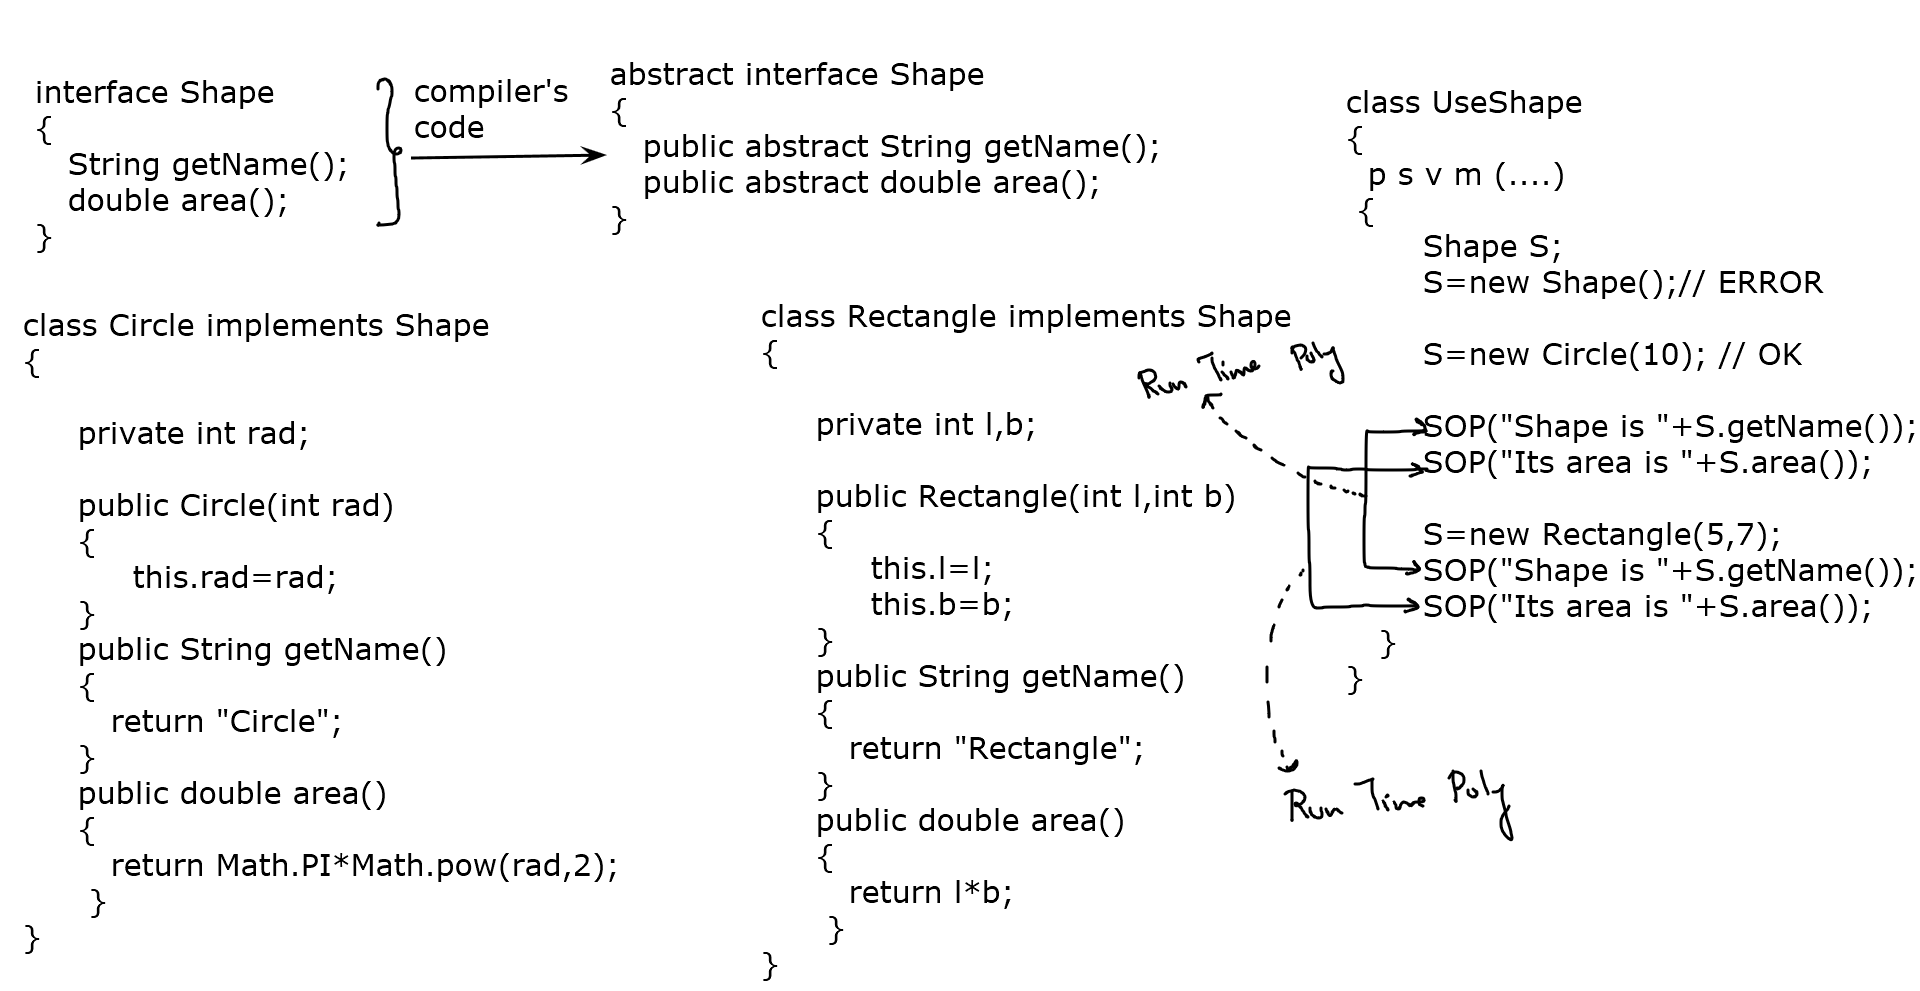 interface Shape
{
String getName();
double area();
}
compiler's
code
abstract interface Shape
{
public abstract String getName();
public abstract double area();
}
class Circle implements Shape
{
private int rad;
public Circle(int rad)
{
this.rad=rad;
}
public String getName()
{
return "Circle";
}
public double area()
{
return Math.PI*Math.pow(rad,2);
}
}
class Rectangle implements Shape
{
private int l,b;
public Rectangle(int l,int b)
{
this.l=l;
this.b=b;
}
public String getName()
{
return "Rectangle";
}
public double area()
{
return l*b;
}
}
Run Time Poly
class UseShape
{
p s v m (....)
{
Shape S;
S=new Shape();// ERROR
S=new Circle(10); // OK
SOP("Shape is "+S.getName());
SOP("Its area is "+S.area());
S=new Rectangle(5,7);
SOP("Shape is "+S.getName());
SOP("Its area is "+S.area());
}
}
Run Time Poly